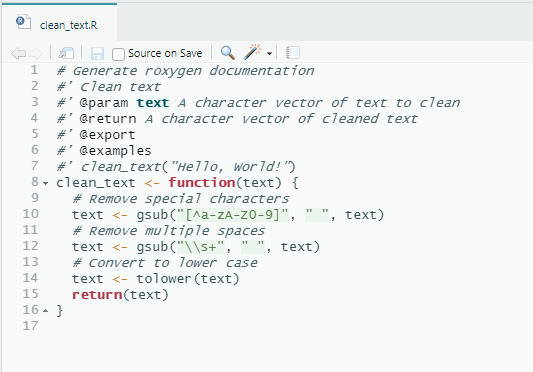 clean_text.R
Source on Save
1 # Generate roxygen documentation
2 #' Clean text
3 #' @param text A character vector of text to clean
4 #' @return A character vector of cleaned text
5 #' @export
6 #' @examples
7 #' clean_text("Hello, World!")
8 clean_text <- function(text) {
9   # Remove special characters
10   text <- gsub("[^a-zA-Z0-9]", " ", text)
11   # Remove multiple spaces
12   text <- gsub("\\s+", " ", text)
13   # Convert to lower case
14   text <- tolower(text)
15   return(text)
16 }
17